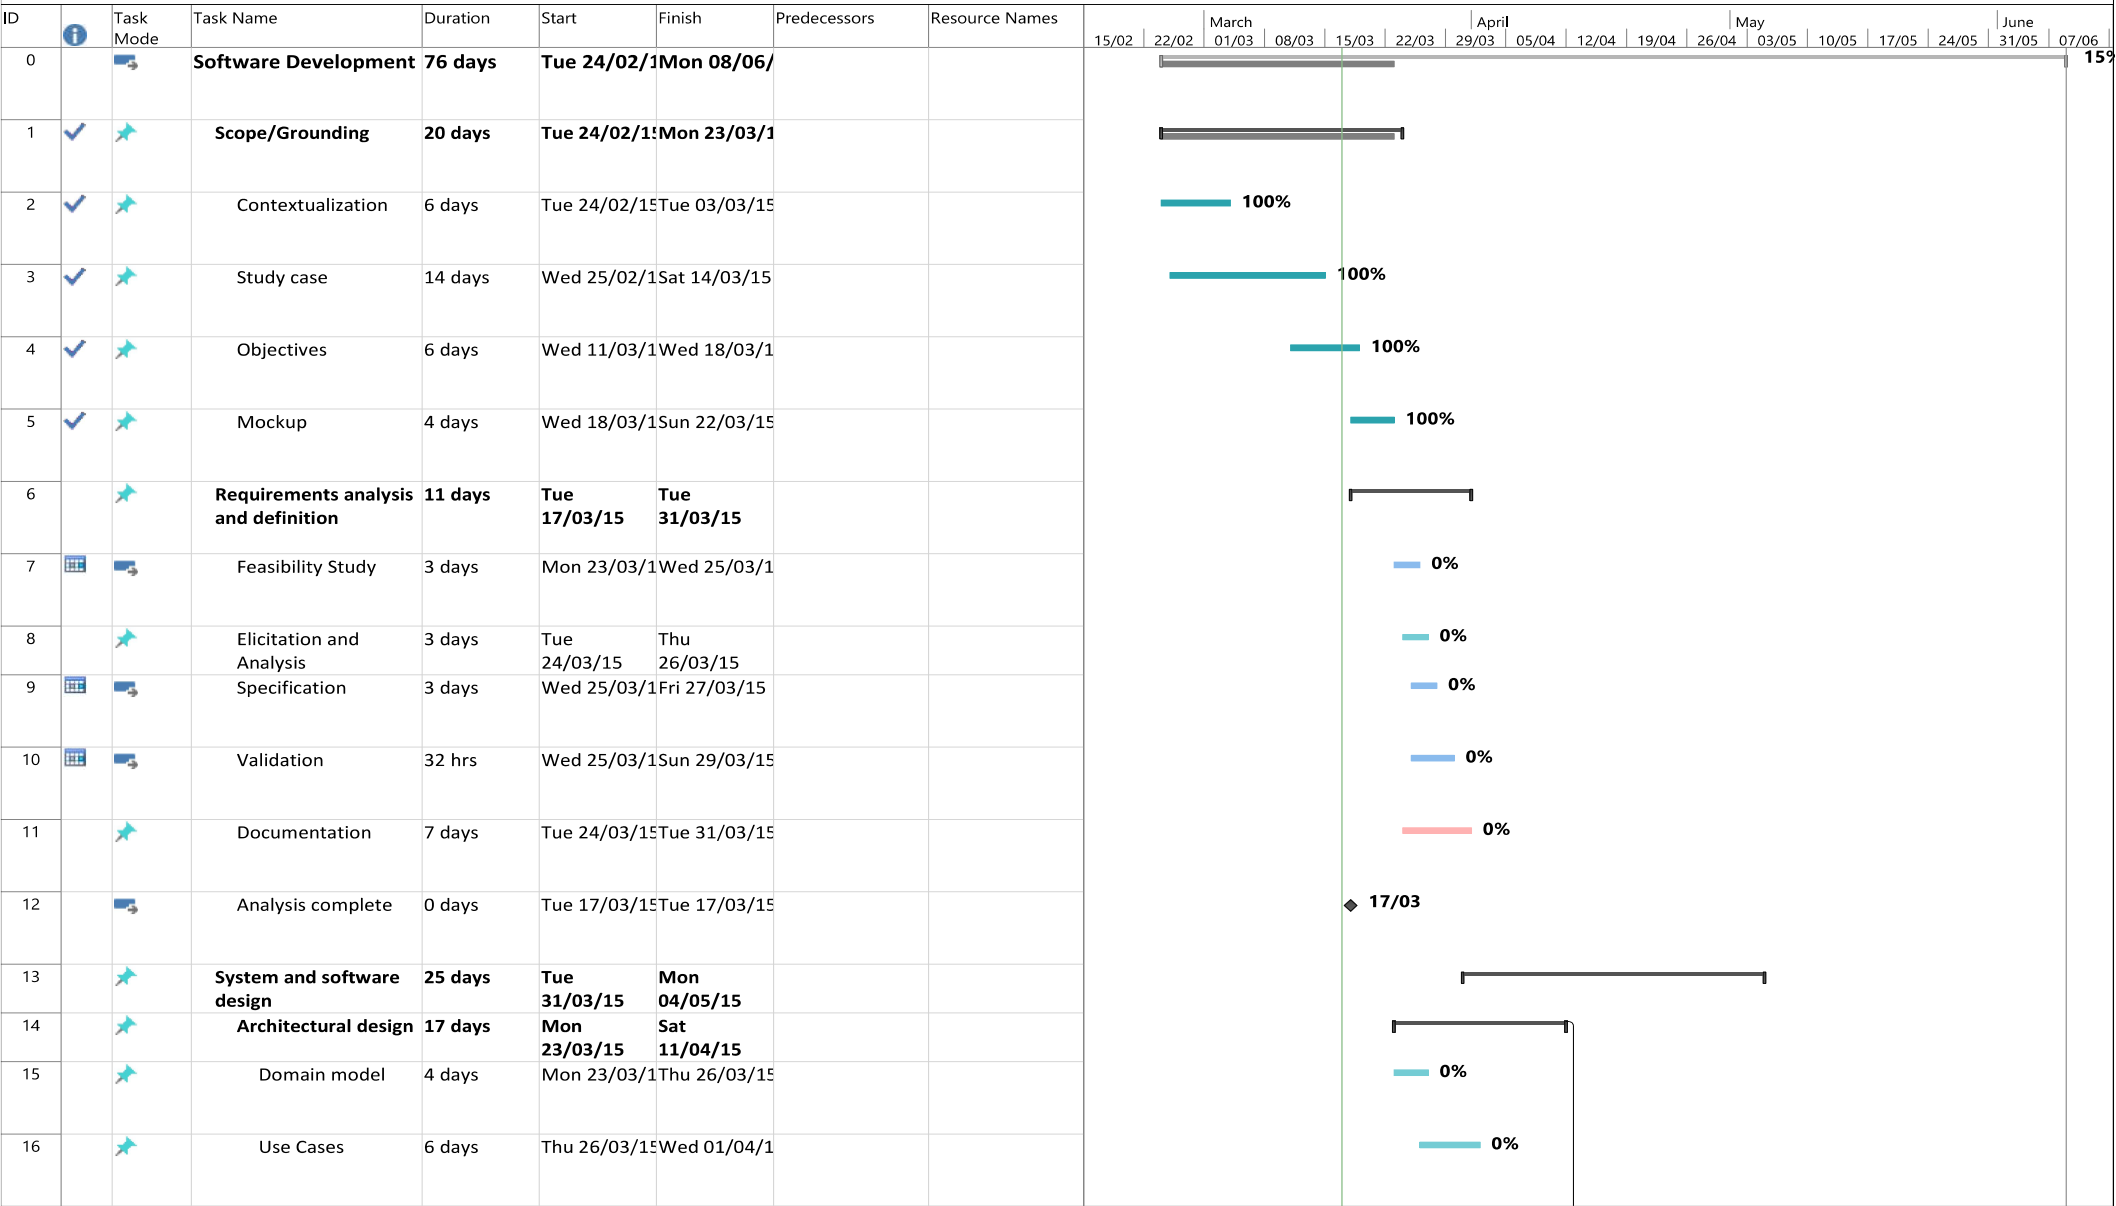 ID Task Mode Task Name Duration Start Finish Predecessors Resource Names
March April May June
15/02 22/02 01/03 08/03 15/03 22/03 29/03 05/04 12/04 19/04 26/04 03/05 10/05 17/05 24/05 31/05 07/06
0 Software Development 76 days Tue 24/02/1 Mon 08/06/ 15%
1 Scope/Grounding 20 days Tue 24/02/15 Mon 23/03/1
2 Contextualization 6 days Tue 24/02/15 Tue 03/03/15 100%
3 Study case 14 days Wed 25/02/1 Sat 14/03/15 100%
4 Objectives 6 days Wed 11/03/1 Wed 18/03/1 100%
5 Mockup 4 days Wed 18/03/1 Sun 22/03/15 100%
6 Requirements analysis 11 days Tue Tue
and definition 17/03/15 31/03/15
7 Feasibility Study 3 days Mon 23/03/1 Wed 25/03/1 0%
8 Elicitation and 3 days Tue Thu 0%
Analysis 24/03/15 26/03/15
9 Specification 3 days Wed 25/03/1 Fri 27/03/15 0%
10 Validation 32 hrs Wed 25/03/1 Sun 29/03/15 0%
11 Documentation 7 days Tue 24/03/15 Tue 31/03/15 0%
12 Analysis complete 0 days Tue 17/03/15 Tue 17/03/15 17/03
13 System and software 25 days Tue Mon
design 31/03/15 04/05/15
14 Architectural design 17 days Mon Sat
23/03/15 11/04/15
15 Domain model 4 days Mon 23/03/1 Thu 26/03/15 0%
16 Use Cases 6 days Thu 26/03/15 Wed 01/04/1 0%